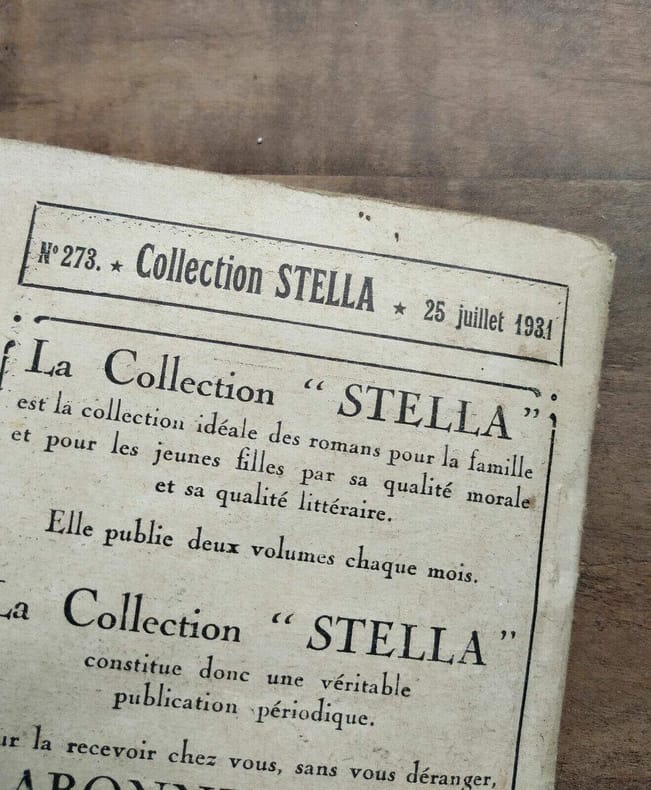 N° 273. ★ Collection STELLA ★ 25 juillet 1931
La Collection “ STELLA ”
est la collection idéale des romans pour la famille
et pour les jeunes filles par sa qualité morale
et sa qualité littéraire.
Elle publie deux volumes chaque mois.
La Collection “ STELLA ”
constitue donc une véritable
publication périodique.
la recevoir chez vous, sans vous déranger,